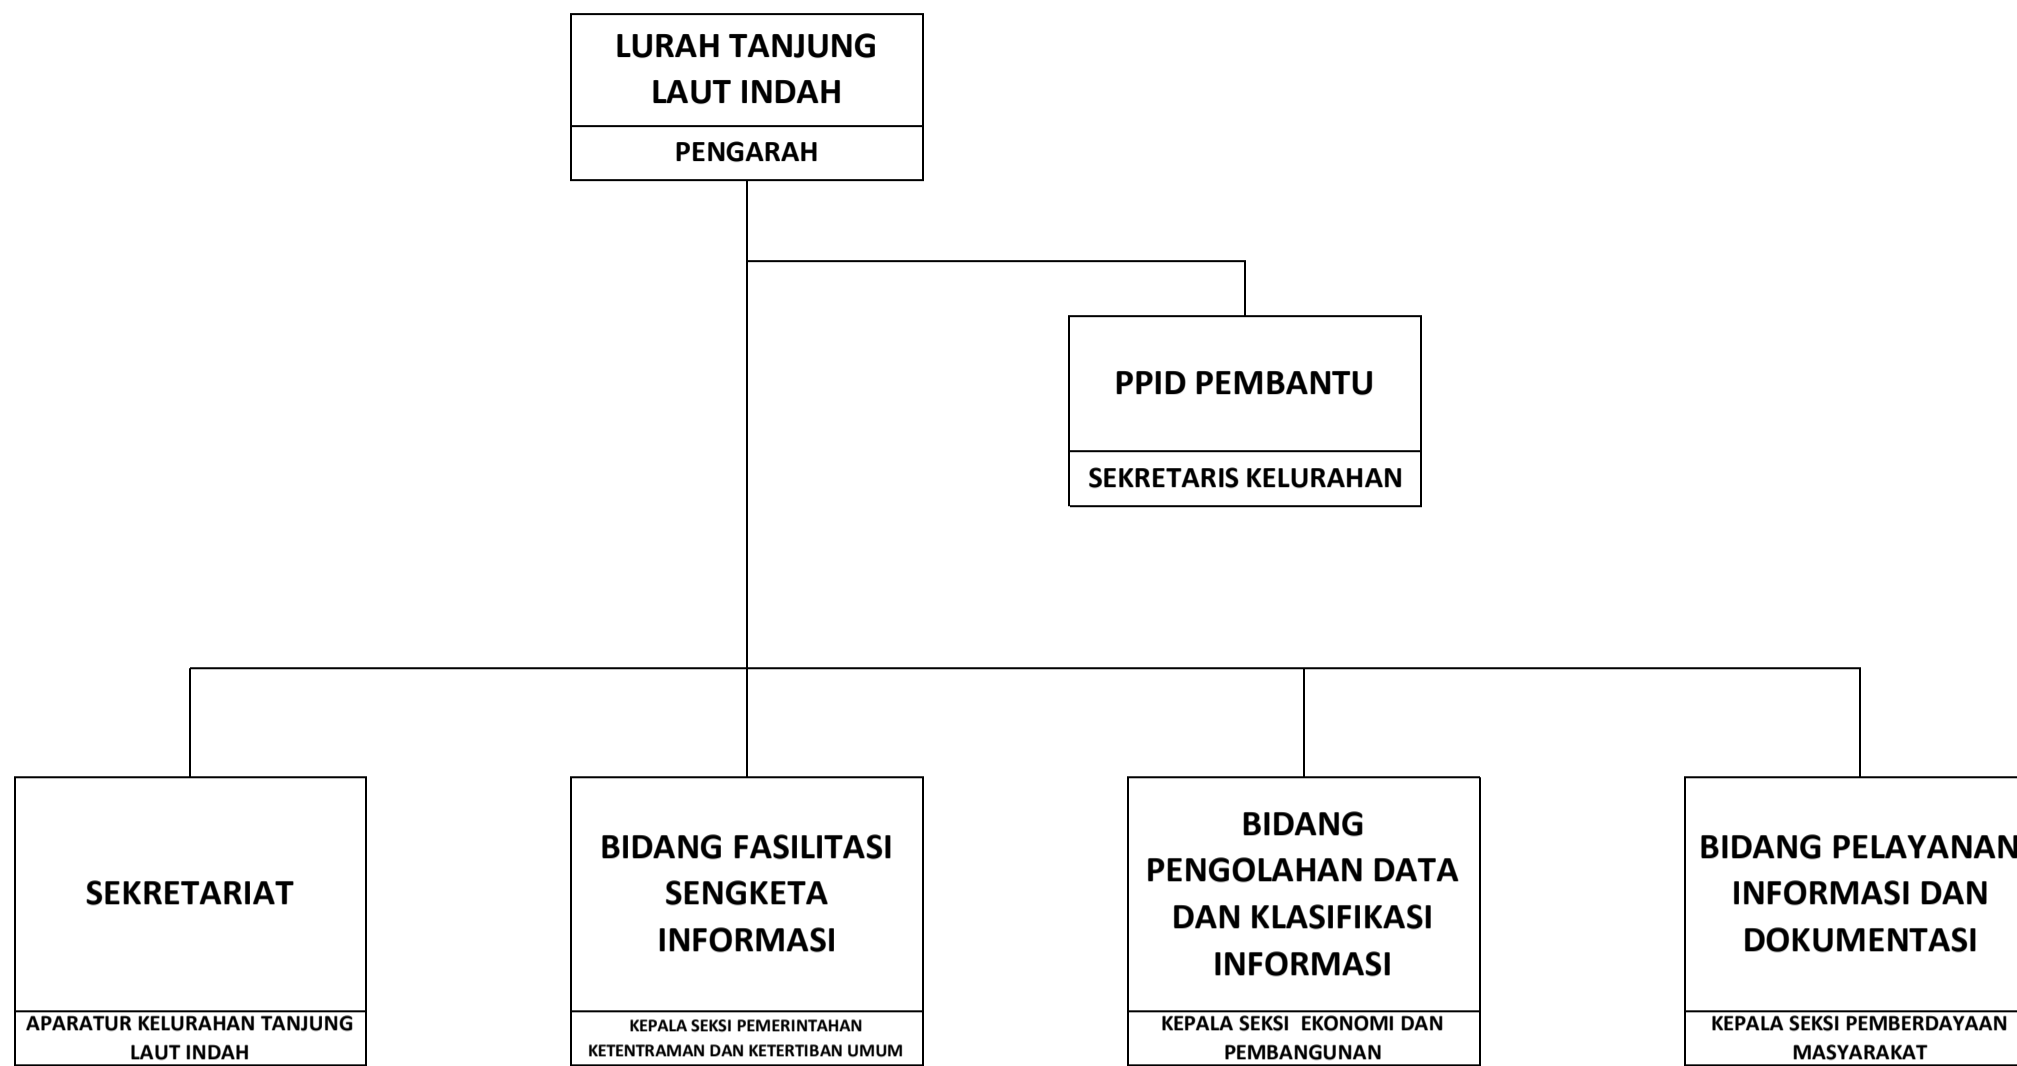 LURAH TANJUNG
LAUT INDAH
PENGARAH
PPID PEMBANTU
SEKRETARIS KELURAHAN
SEKRETARIAT
APARATUR KELURAHAN TANJUNG
LAUT INDAH
BIDANG FASILITASI
SENGKETA
INFORMASI
KEPALA SEKSI PEMERINTAHAN
KETENTRAMAN DAN KETERTIBAN UMUM
BIDANG
PENGOLAHAN DATA
DAN KLASIFIKASI
INFORMASI
KEPALA SEKSI  EKONOMI DAN
PEMBANGUNAN
BIDANG PELAYANAN
INFORMASI DAN
DOKUMENTASI
KEPALA SEKSI PEMBERDAYAAN
MASYARAKAT